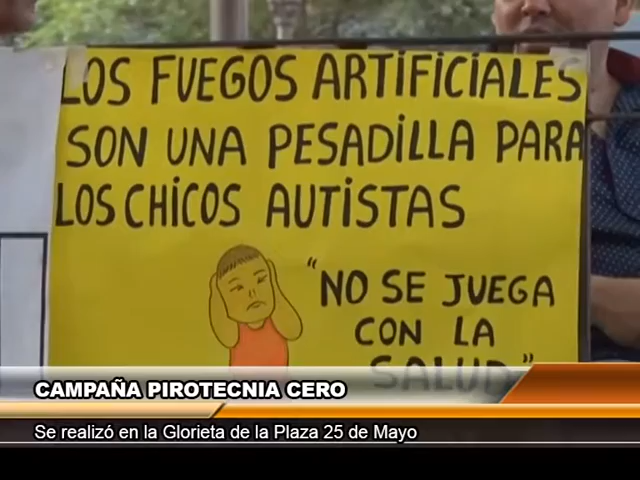 LOS FUEGOS ARTIFICIALES
SON UNA PESADILLA PARA
LOS CHICOS AUTISTAS
"NO SE JUEGA
CON LA
SALUD"
CAMPAÑA PIROTECNIA CERO
Se realizó en la Glorieta de la Plaza 25 de Mayo